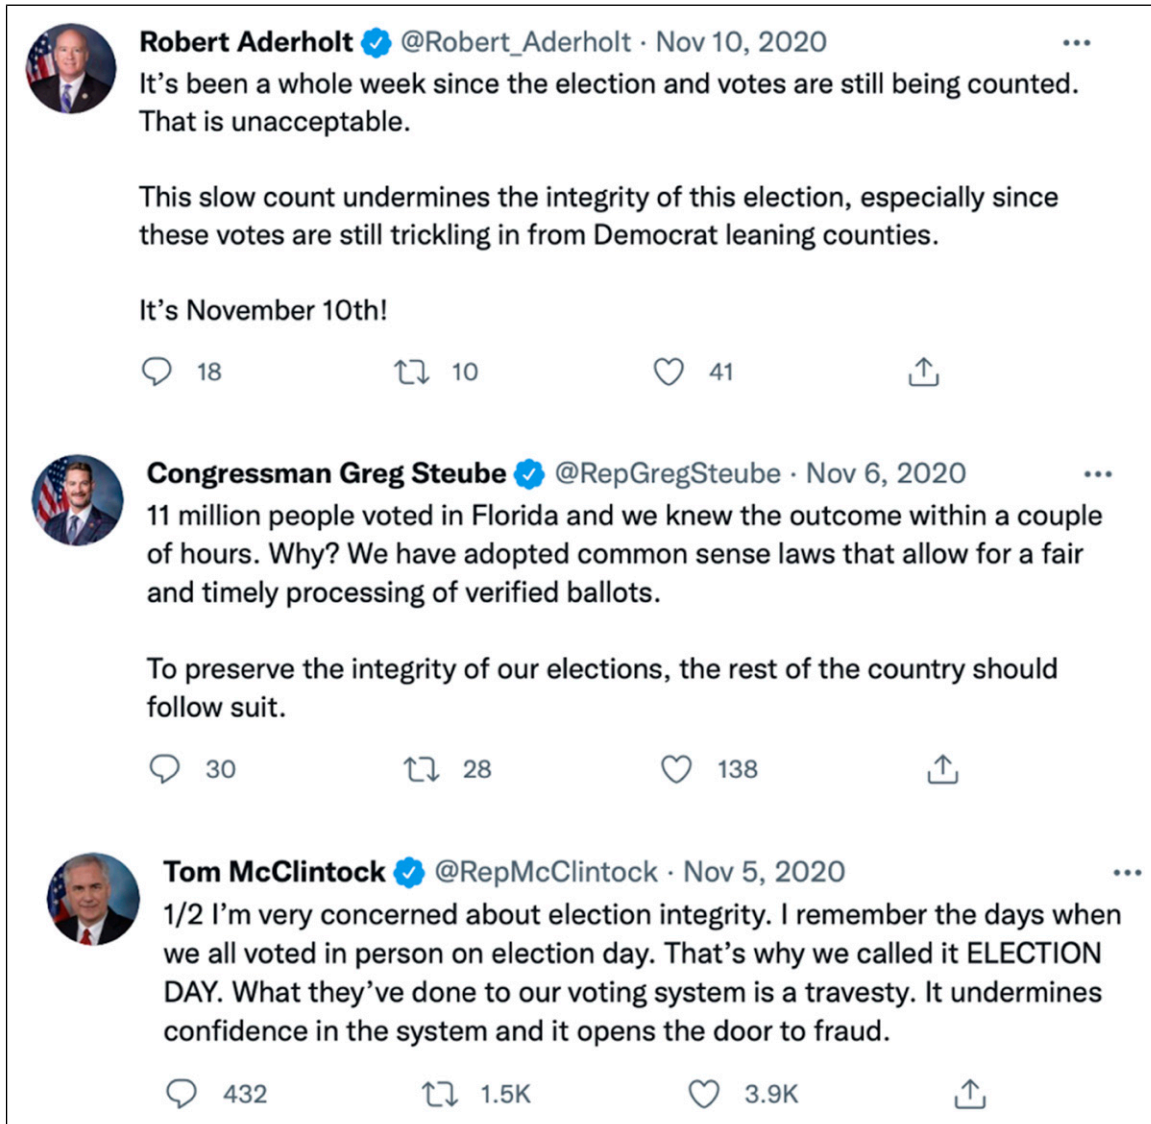 Robert Aderholt @Robert_Aderholt · Nov 10, 2020
It’s been a whole week since the election and votes are still being counted.
That is unacceptable.
This slow count undermines the integrity of this election, especially since
these votes are still trickling in from Democrat leaning counties.
It’s November 10th!
18 10 41
Congressman Greg Steube @RepGregSteube · Nov 6, 2020
11 million people voted in Florida and we knew the outcome within a couple
of hours. Why? We have adopted common sense laws that allow for a fair
and timely processing of verified ballots.
To preserve the integrity of our elections, the rest of the country should
follow suit.
30 28 138
Tom McClintock @RepMcClintock · Nov 5, 2020
1/2 I’m very concerned about election integrity. I remember the days when
we all voted in person on election day. That’s why we called it ELECTION
DAY. What they’ve done to our voting system is a travesty. It undermines
confidence in the system and it opens the door to fraud.
432 1.5K 3.9K